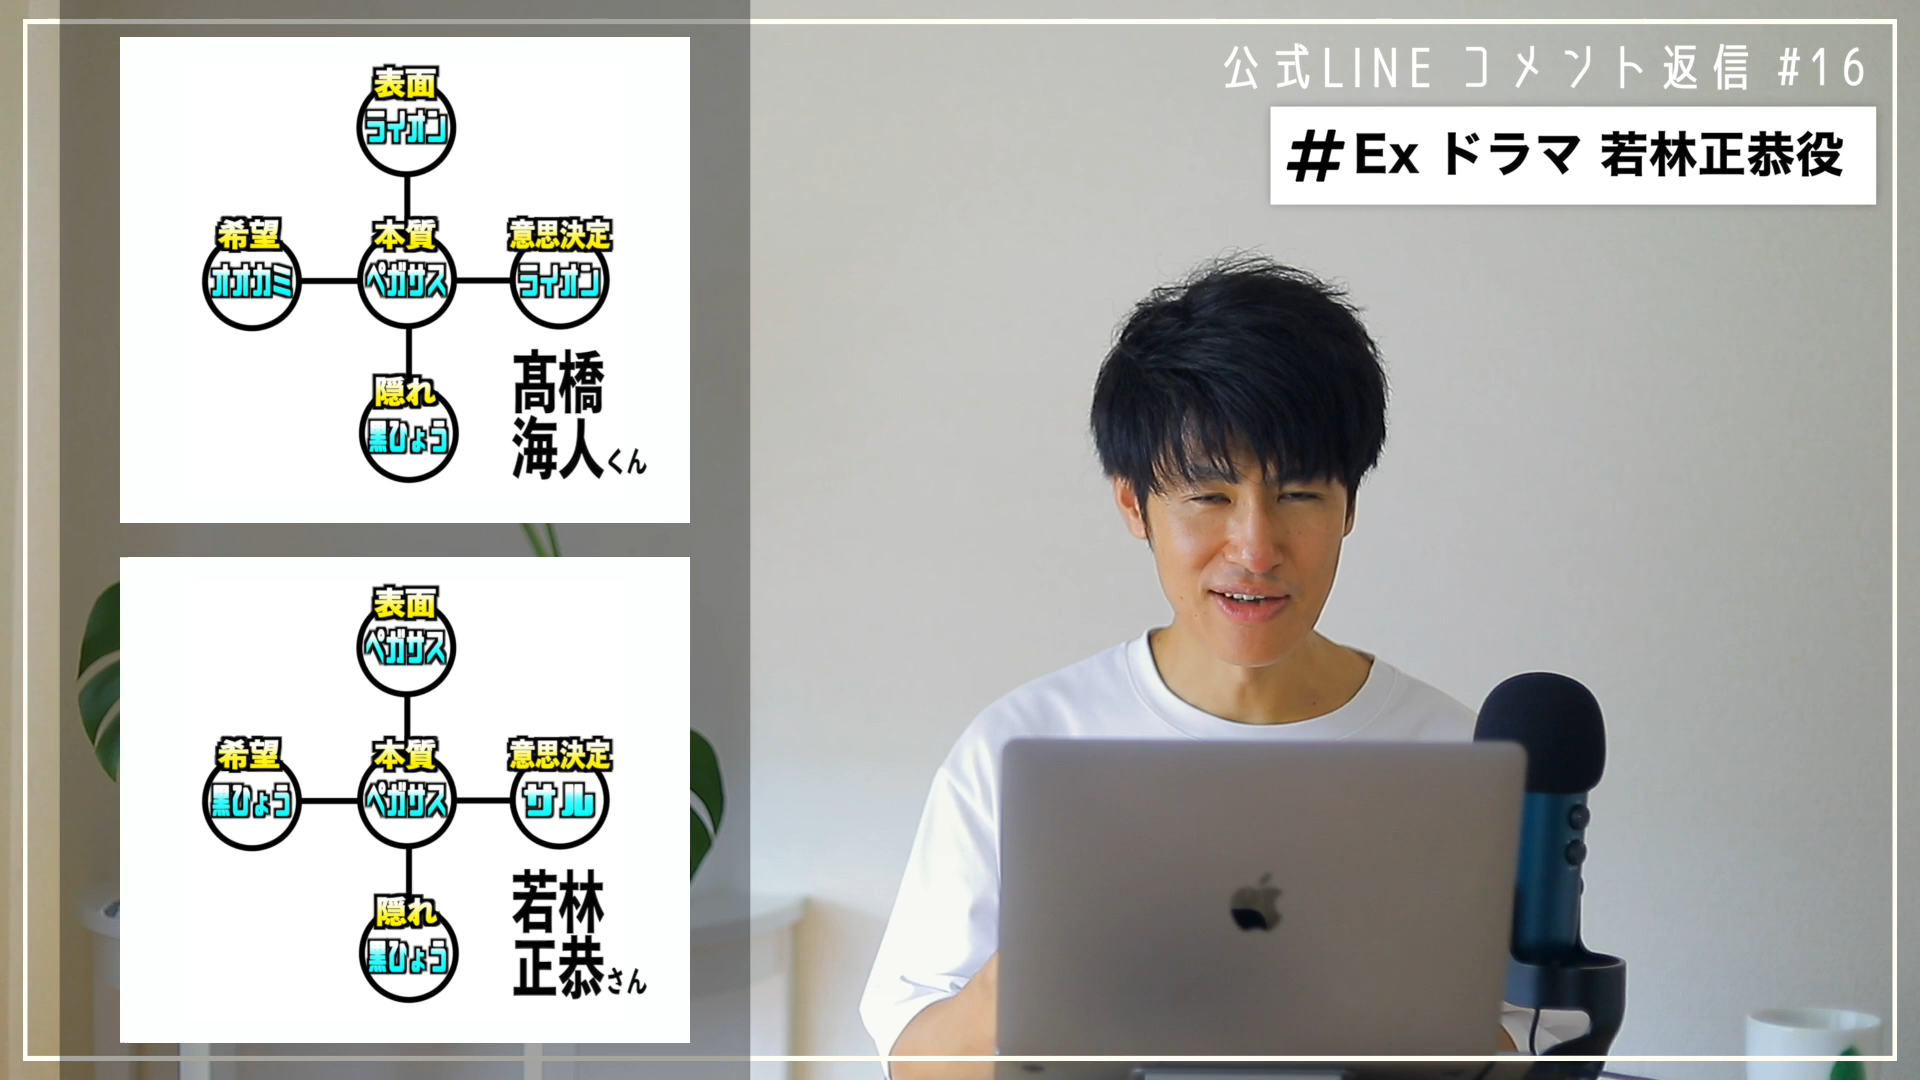 公式LINE コメント返信 #16
#Ex ドラマ 若林正恭役
表面
ライオン
希望
オオカミ
本質
ペガサス
意思決定
ライオン
隠れ
黒ひょう
髙橋
海人くん
表面
ペガサス
希望
黒ひょう
本質
ペガサス
意思決定
サル
隠れ
黒ひょう
若林
正恭さん